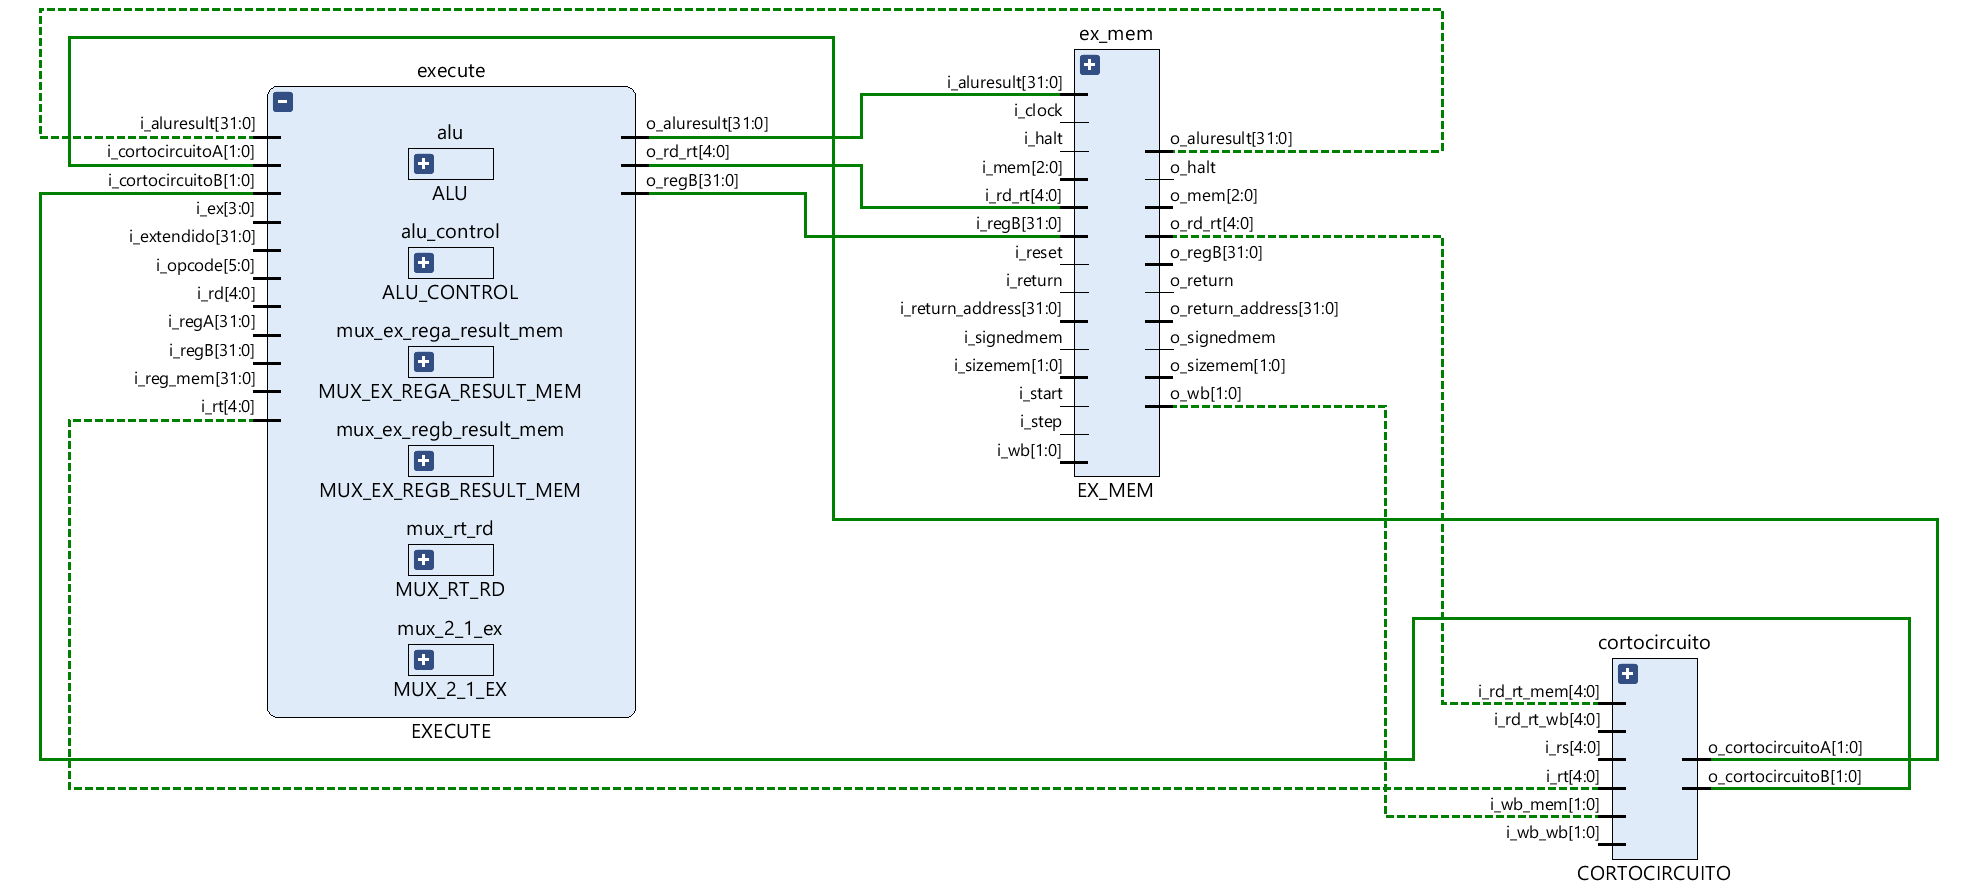 execute
i_aluresult[31:0]
i_cortocircuitoA[1:0]
i_cortocircuitoB[1:0]
i_ex[3:0]
i_extendido[31:0]
i_opcode[5:0]
i_rd[4:0]
i_regA[31:0]
i_regB[31:0]
i_reg_mem[31:0]
i_rt[4:0]
alu
ALU
alu_control
ALU_CONTROL
mux_ex_rega_result_mem
MUX_EX_REGA_RESULT_MEM
mux_ex_regb_result_mem
MUX_EX_REGB_RESULT_MEM
mux_rt_rd
MUX_RT_RD
mux_2_1_ex
MUX_2_1_EX
o_aluresult[31:0]
o_rd_rt[4:0]
o_regB[31:0]
EXECUTE
ex_mem
i_aluresult[31:0]
i_clock
i_halt
i_mem[2:0]
i_rd_rt[4:0]
i_regB[31:0]
i_reset
i_return
i_return_address[31:0]
i_signedmem
i_sizemem[1:0]
i_start
i_step
i_wb[1:0]
o_aluresult[31:0]
o_halt
o_mem[2:0]
o_rd_rt[4:0]
o_regB[31:0]
o_return
o_return_address[31:0]
o_signedmem
o_sizemem[1:0]
o_wb[1:0]
EX_MEM
cortocircuito
i_rd_rt_mem[4:0]
i_rd_rt_wb[4:0]
i_rs[4:0]
i_rt[4:0]
i_wb_mem[1:0]
i_wb_wb[1:0]
o_cortocircuitoA[1:0]
o_cortocircuitoB[1:0]
CORTOCIRCUITO